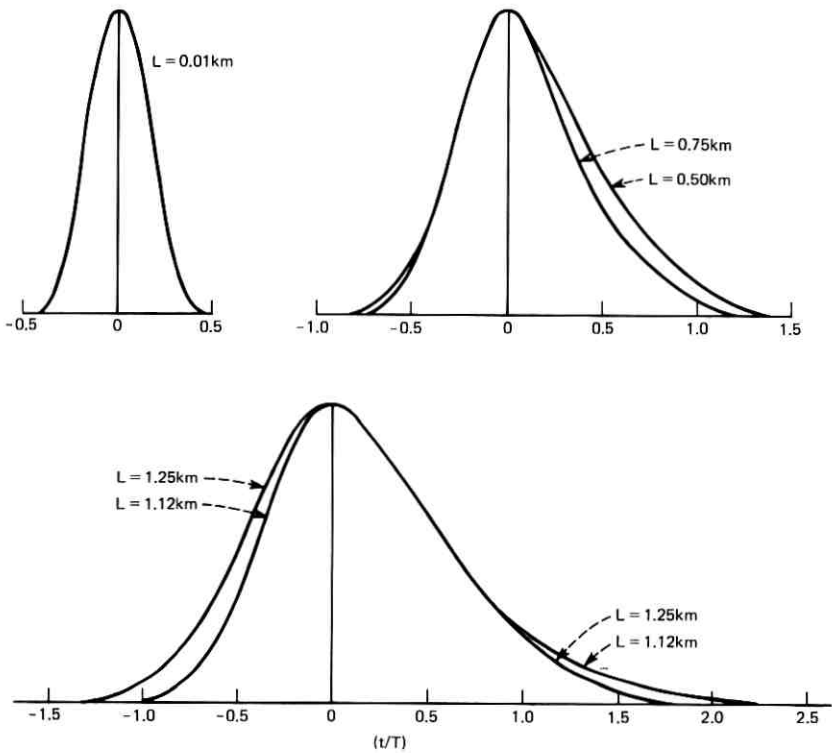 L = 0.01km
-0.5 0 0.5
L = 0.75km
L = 0.50km
-1.0 -0.5 0 0.5 1.0 1.5
L = 1.25km
L = 1.12km
L = 1.25km
L = 1.12km
-1.5 -1.0 -0.5 0 0.5 1.0 1.5 2.0 2.5
(t/T)